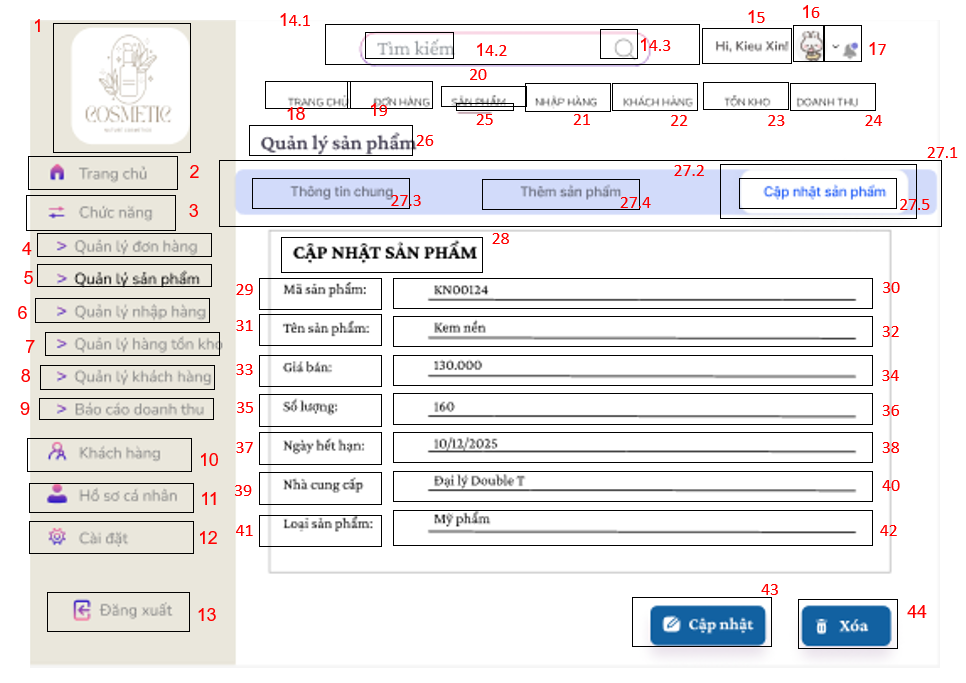 1
COSMETIC
2 Trang chủ
3 Chức năng
4 > Quản lý đơn hàng
5 > Quản lý sản phẩm
6 > Quản lý nhập hàng
7 > Quản lý hàng tồn kho
8 > Quản lý khách hàng
9 > Báo cáo doanh thu
10 Khách hàng
11 Hồ sơ cá nhân
12 Cài đặt
13 Đăng xuất
14.1
Tìm kiếm 14.2 14.3
15 16 17
Hi, Kieu Xin!
20
TRANG CHỦ ĐƠN HÀNG SẢN PHẨM NHẬP HÀNG KHÁCH HÀNG TỒN KHO DOANH THU
18 19 25 21 22 23 24
Quản lý sản phẩm 26
27.1
27.2
Thông tin chung Thêm sản phẩm Cập nhật sản phẩm
27.3 27.4 27.5
CẬP NHẬT SẢN PHẨM 28
29 Mã sản phẩm: KN00124 30
31 Tên sản phẩm: Kem nền 32
33 Giá bán: 130.000 34
35 Số lượng: 160 36
37 Ngày hết hạn: 10/12/2025 38
39 Nhà cung cấp Đại lý Double T 40
41 Loại sản phẩm: Mỹ phẩm 42
43 44
Cập nhật Xóa